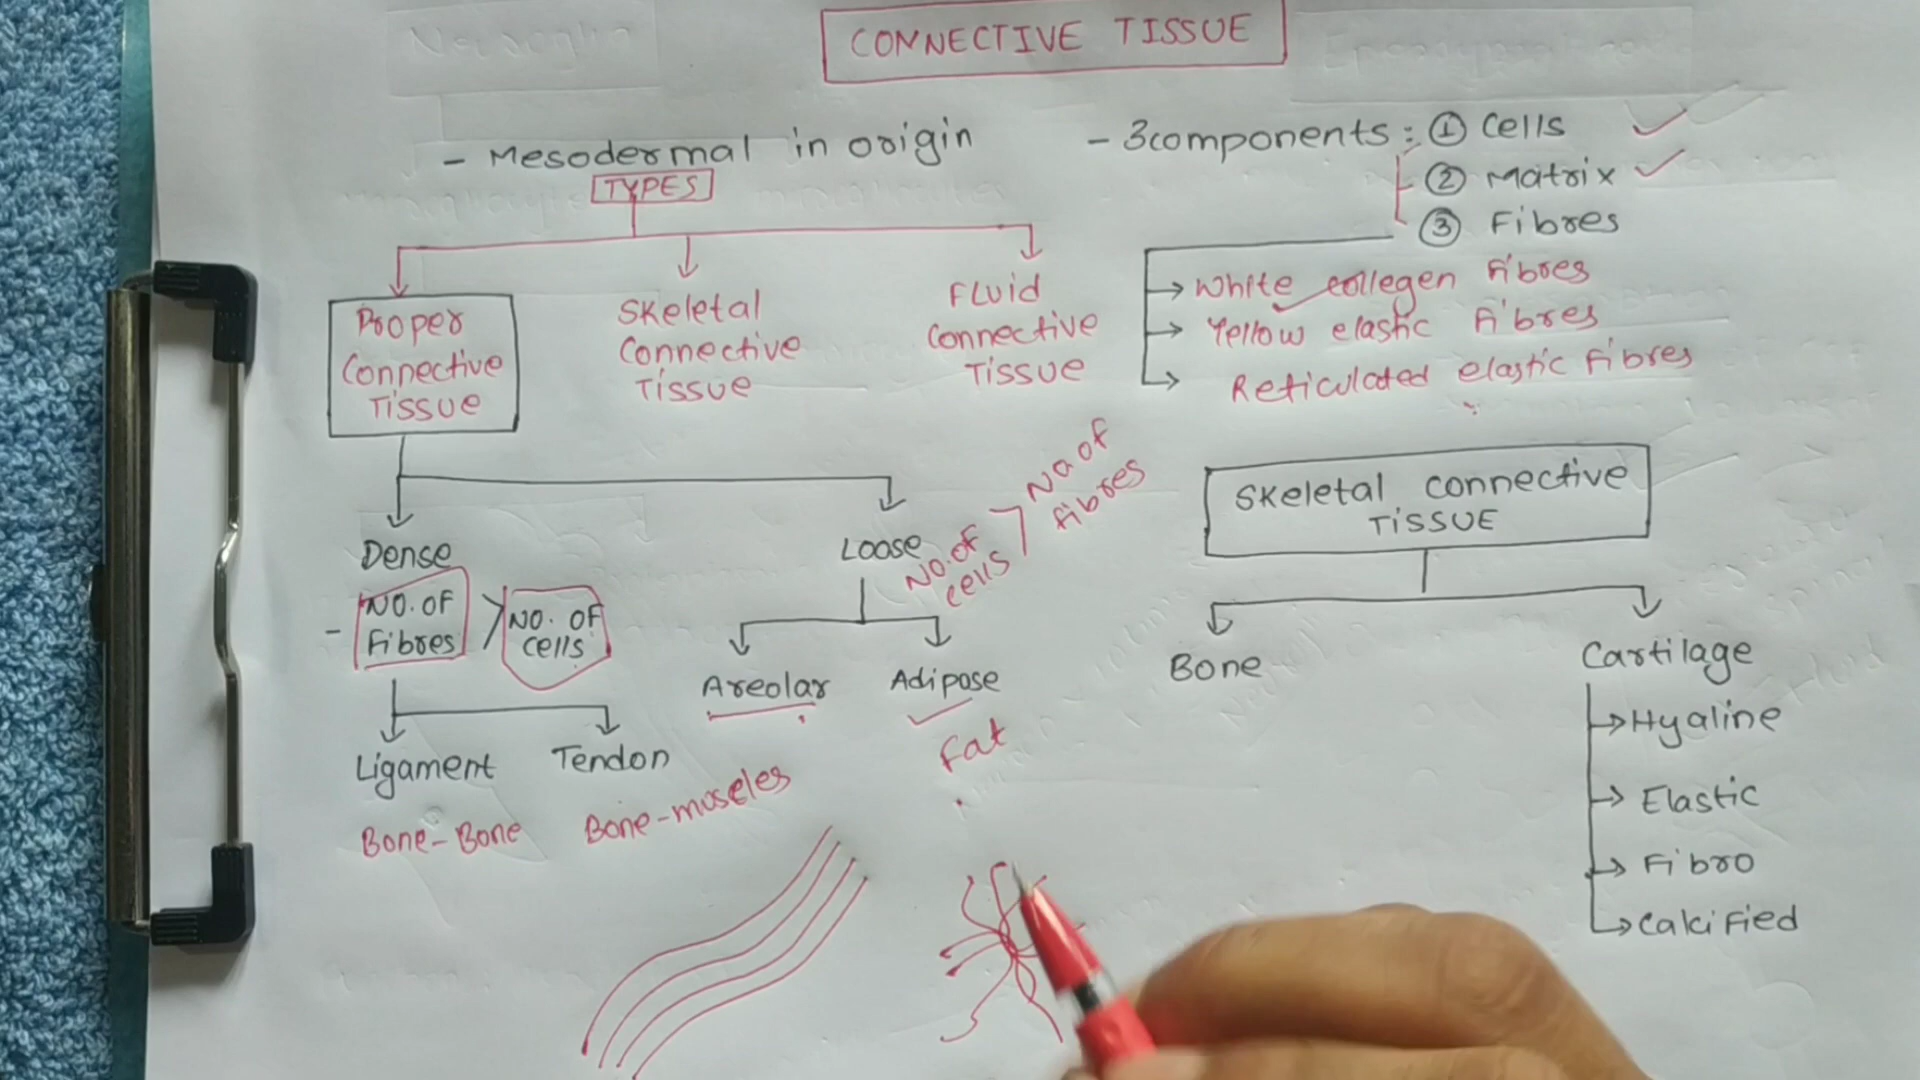 CONNECTIVE TISSUE
- Mesodermal in origin
- 3components : ① Cells
② Matrix
③ Fibres
White collegen Fibres
Yellow elastic Fibres
Reticulated elastic Fibres
TYPES
Proper
Connective
TISSUE
Skeletal
Connective
TISSUE
FLuid
Connective
TISSUE
Dense
- NO. OF
Fibres
> NO. OF
cells
Ligament
Tendon
Bone - Bone
Bone - muscles
Loose
NO. of
cells
> No of
fibres
Areolar
Adipose
Fat
Skeletal connective
TISSUE
Bone
Cartilage
Hyaline
Elastic
Fibro
Calcified